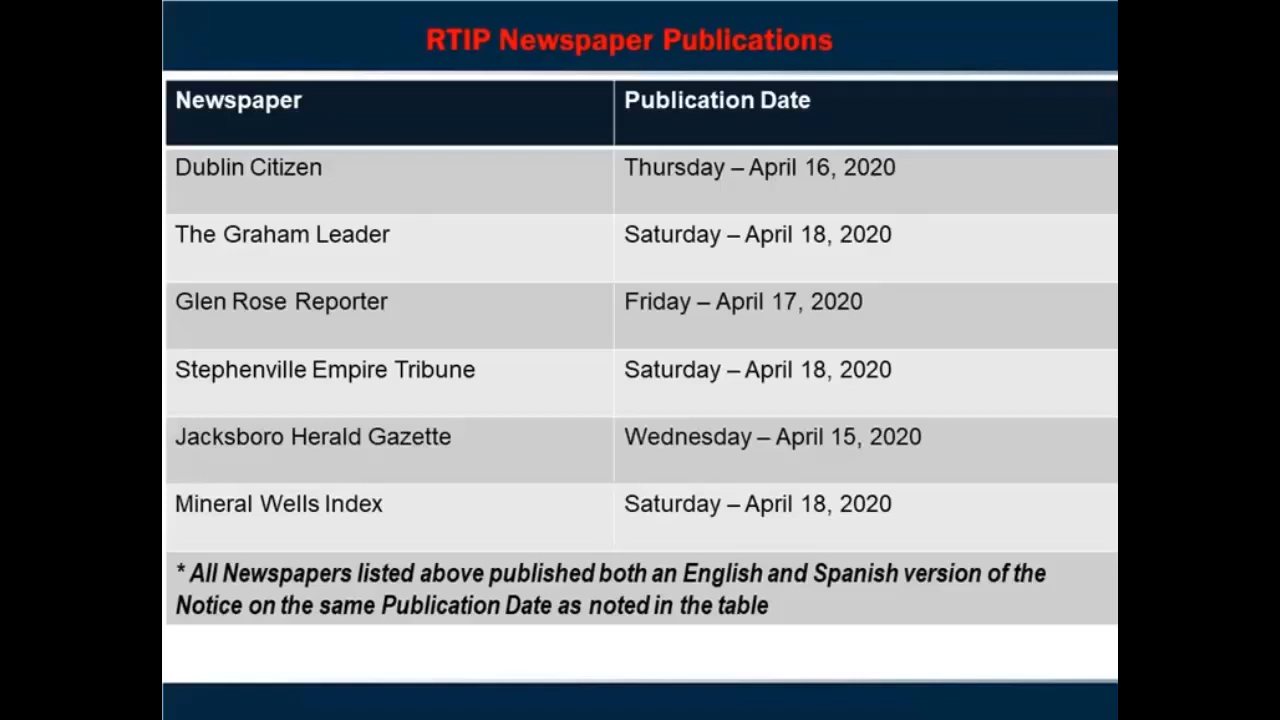 RTIP Newspaper Publications
Newspaper Publication Date
Dublin Citizen Thursday – April 16, 2020
The Graham Leader Saturday – April 18, 2020
Glen Rose Reporter Friday – April 17, 2020
Stephenville Empire Tribune Saturday – April 18, 2020
Jacksboro Herald Gazette Wednesday – April 15, 2020
Mineral Wells Index Saturday – April 18, 2020
* All Newspapers listed above published both an English and Spanish version of the
Notice on the same Publication Date as noted in the table